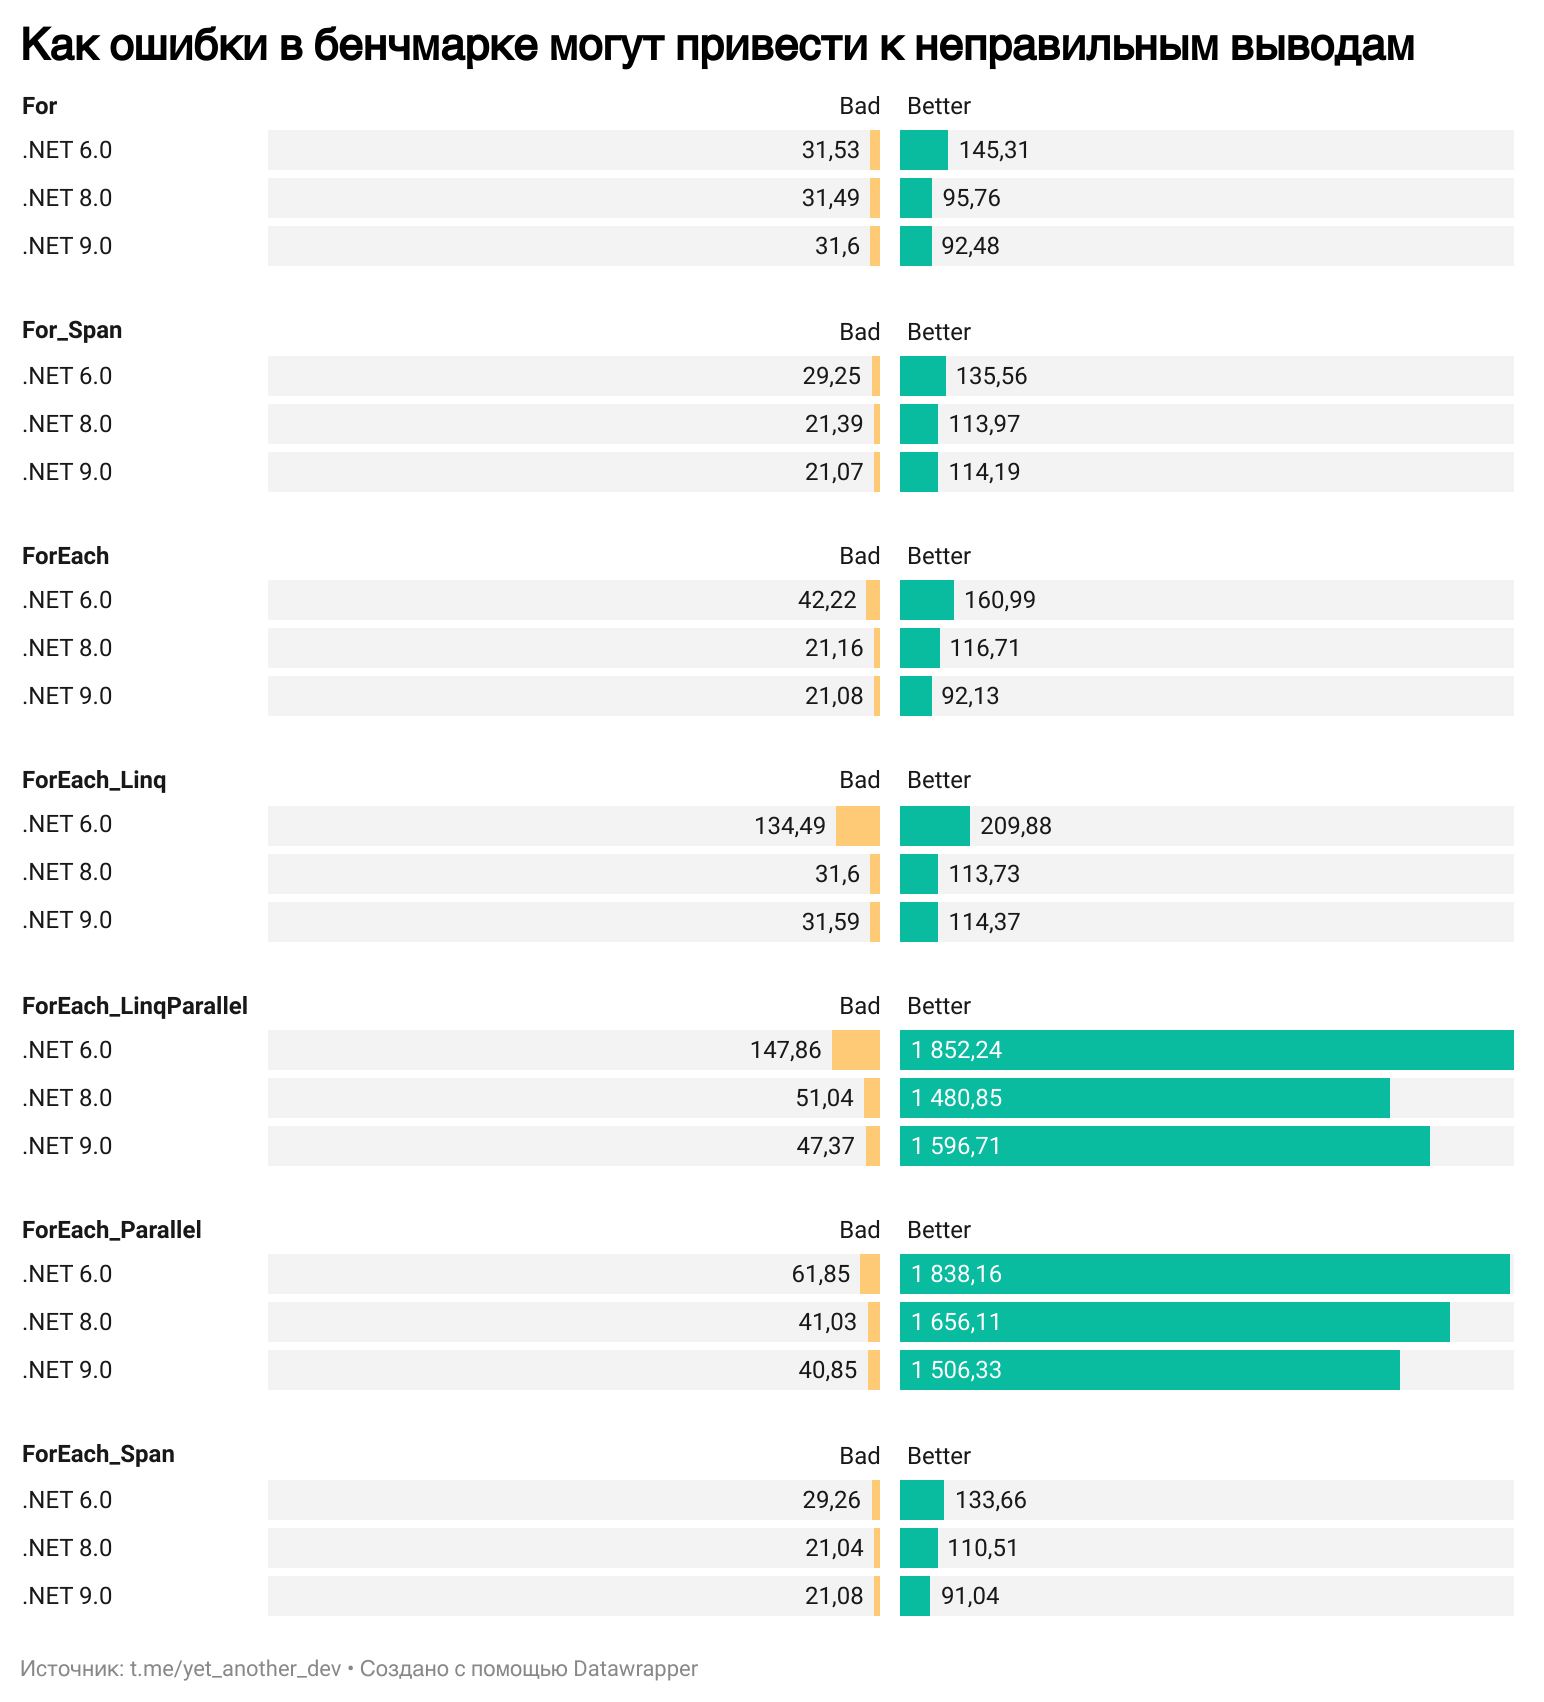 Как ошибки в бенчмарке могут привести к неправильным выводам
For Bad Better
.NET 6.0 31,53 145,31
.NET 8.0 31,49 95,76
.NET 9.0 31,6 92,48
For_Span Bad Better
.NET 6.0 29,25 135,56
.NET 8.0 21,39 113,97
.NET 9.0 21,07 114,19
ForEach Bad Better
.NET 6.0 42,22 160,99
.NET 8.0 21,16 116,71
.NET 9.0 21,08 92,13
ForEach_Linq Bad Better
.NET 6.0 134,49 209,88
.NET 8.0 31,6 113,73
.NET 9.0 31,59 114,37
ForEach_LinqParallel Bad Better
.NET 6.0 147,86 1 852,24
.NET 8.0 51,04 1 480,85
.NET 9.0 47,37 1 596,71
ForEach_Parallel Bad Better
.NET 6.0 61,85 1 838,16
.NET 8.0 41,03 1 656,11
.NET 9.0 40,85 1 506,33
ForEach_Span Bad Better
.NET 6.0 29,26 133,66
.NET 8.0 21,04 110,51
.NET 9.0 21,08 91,04
Источник: t.me/yet_another_dev • Создано с помощью Datawrapper